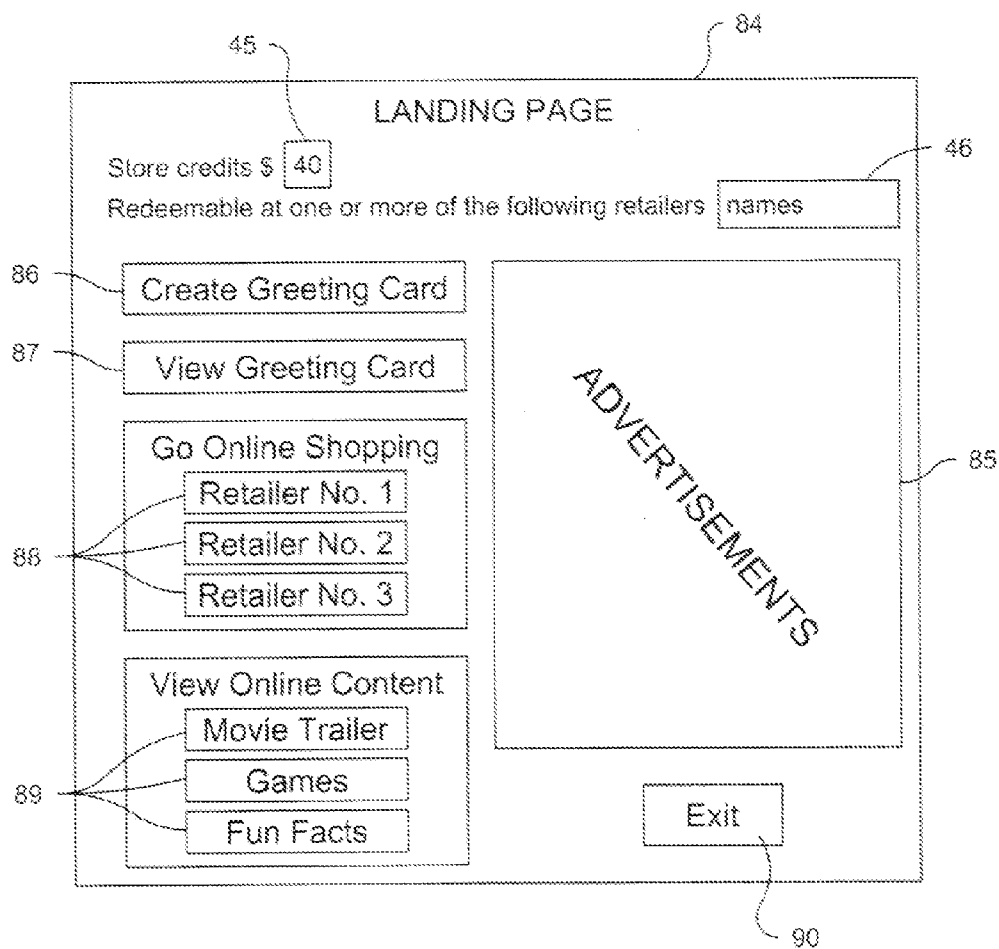 84
45
LANDING PAGE
Store credits $ 40
46
Redeemable at one or more of the following retailers names
86
Create Greeting Card
87
View Greeting Card
Go Online Shopping
Retailer No. 1
Retailer No. 2
Retailer No. 3
88
ADVERTISEMENTS
85
View Online Content
Movie Trailer
Games
Fun Facts
89
Exit
90